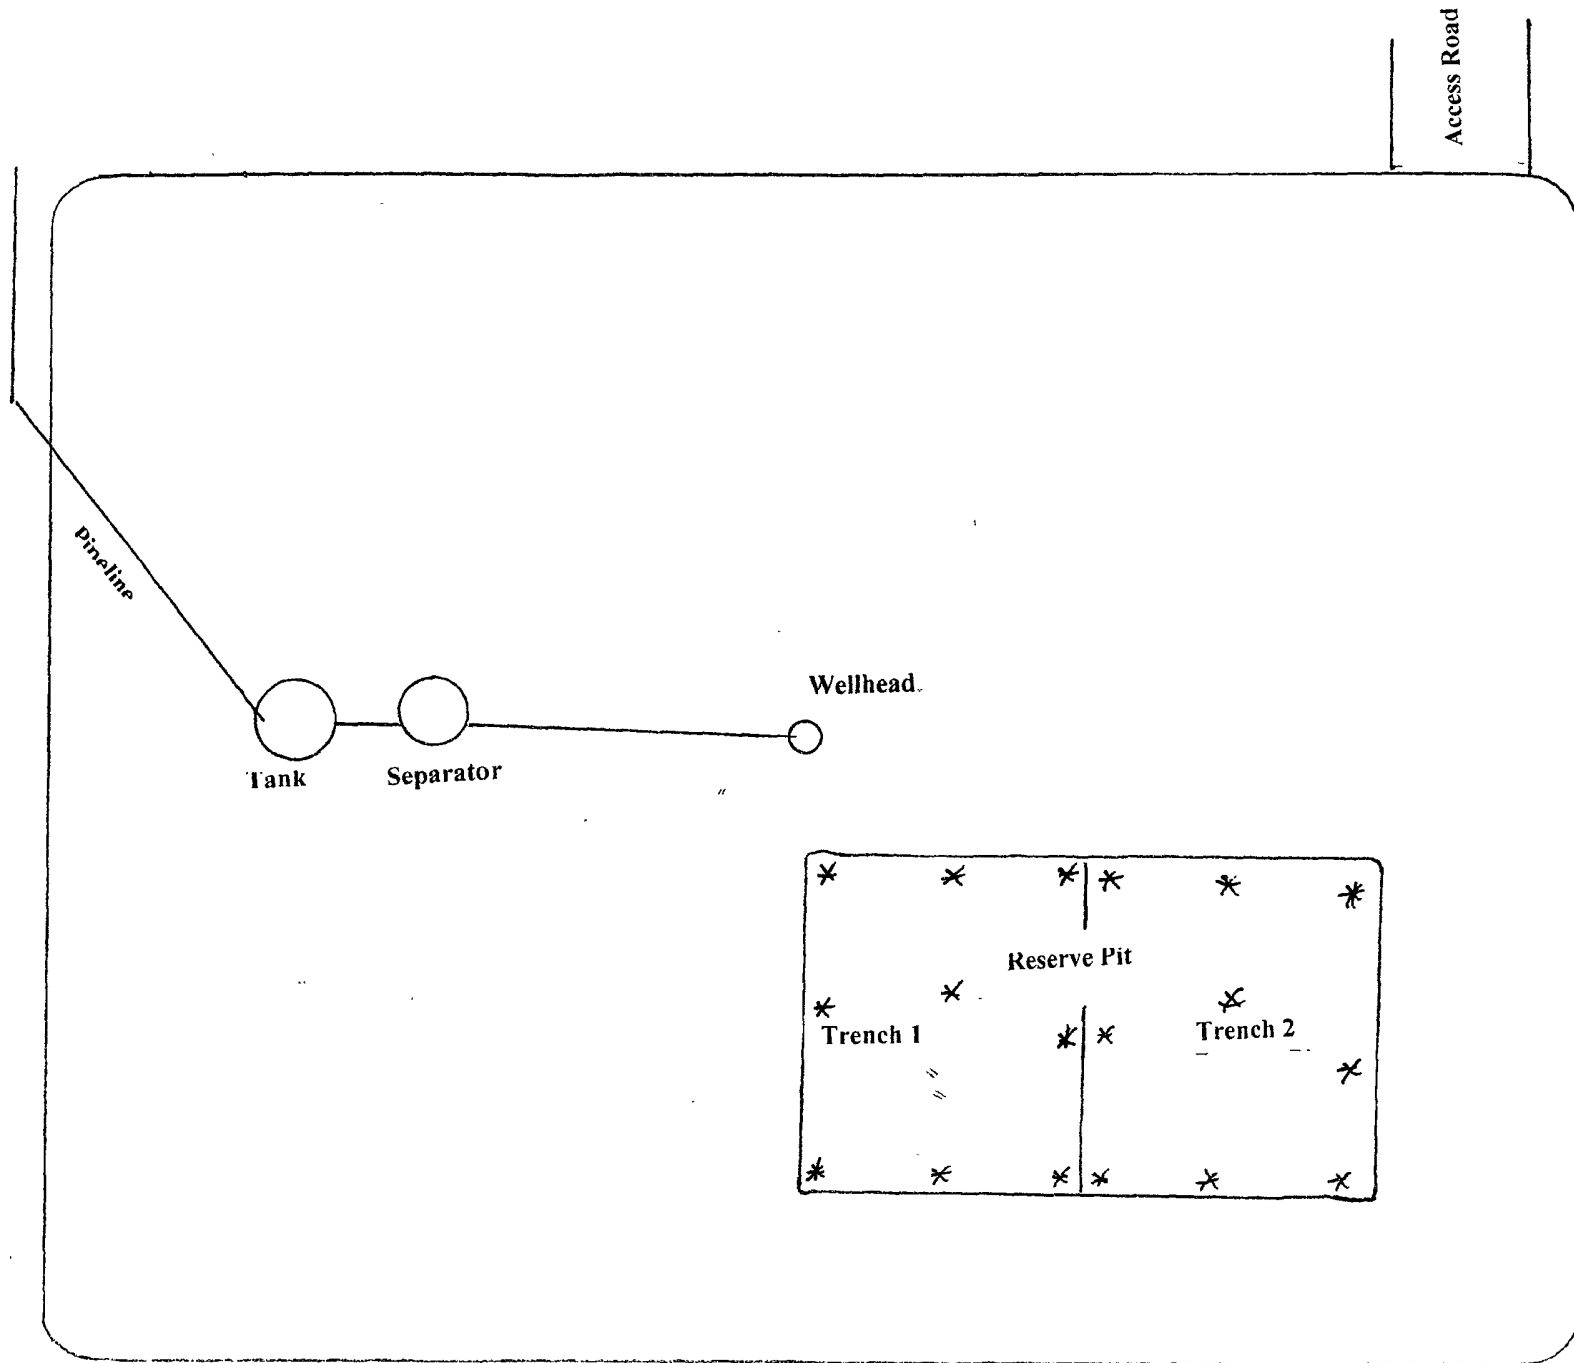 Access Road
Pipeline
Wellhead
Tank
Separator
Reserve Pit
Trench 1
Trench 2